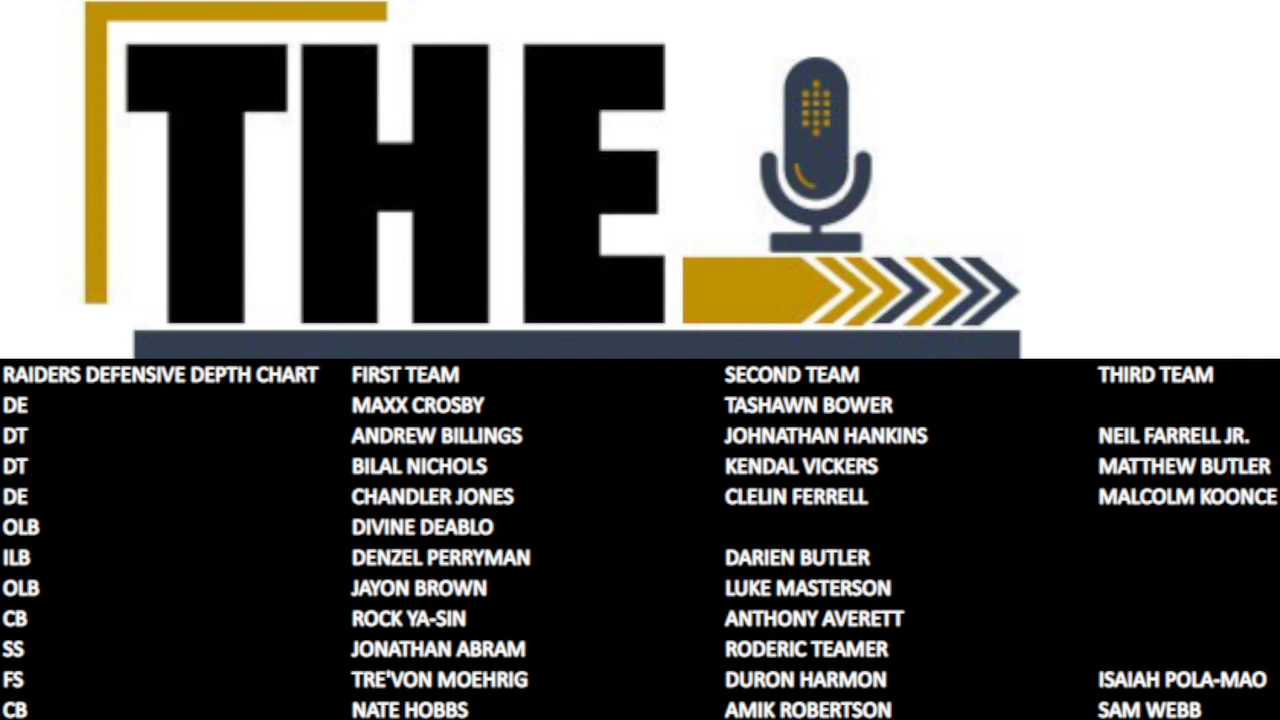 THE
RAIDERS DEFENSIVE DEPTH CHART FIRST TEAM SECOND TEAM THIRD TEAM
DE MAXX CROSBY TASHAWN BOWER
DT ANDREW BILLINGS JOHNATHAN HANKINS NEIL FARRELL JR.
DT BILAL NICHOLS KENDAL VICKERS MATTHEW BUTLER
DE CHANDLER JONES CLELIN FERRELL MALCOLM KOONCE
OLB DIVINE DEABLO
ILB DENZEL PERRYMAN DARIEN BUTLER
OLB JAYON BROWN LUKE MASTERSON
CB ROCK YA-SIN ANTHONY AVERETT
SS JONATHAN ABRAM RODERIC TEAMER
FS TRE'VON MOEHRIG DURON HARMON ISAIAH POLA-MAO
CB NATE HOBBS AMIK ROBERTSON SAM WEBB